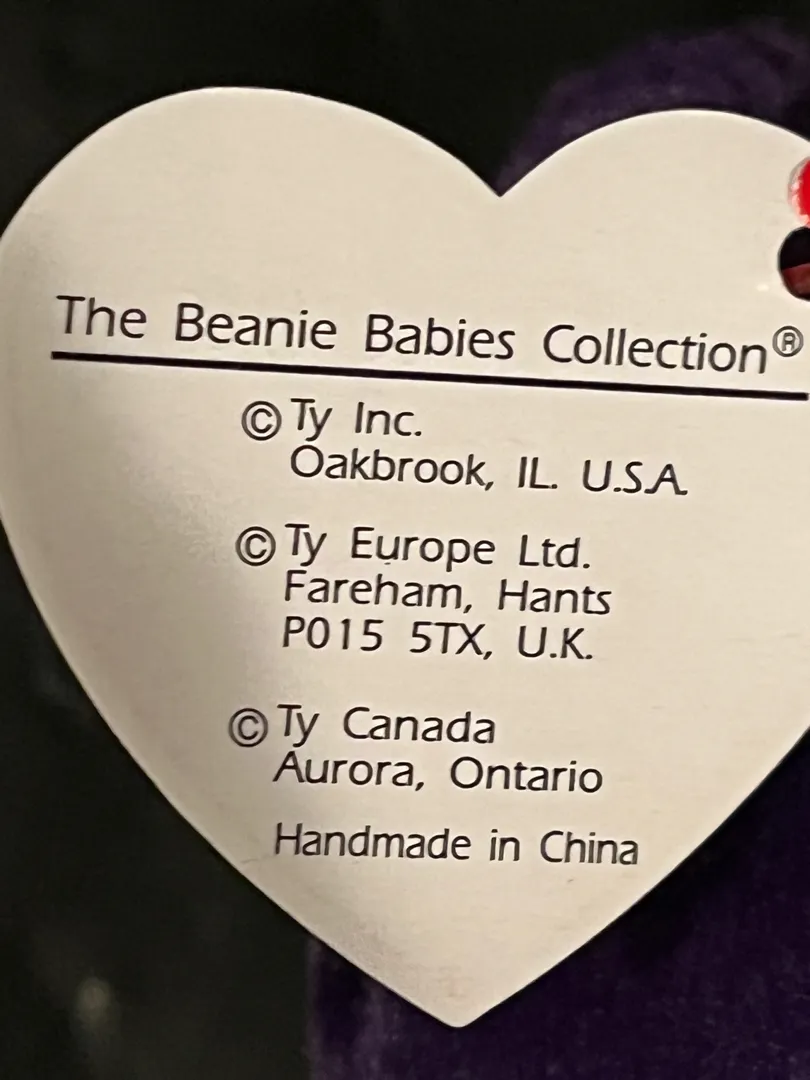 The Beanie Babies Collection®
© Ty Inc.
Oakbrook, IL. U.S.A.
© Ty Europe Ltd.
Fareham, Hants
P015 5TX, U.K.
© Ty Canada
Aurora, Ontario
Handmade in China